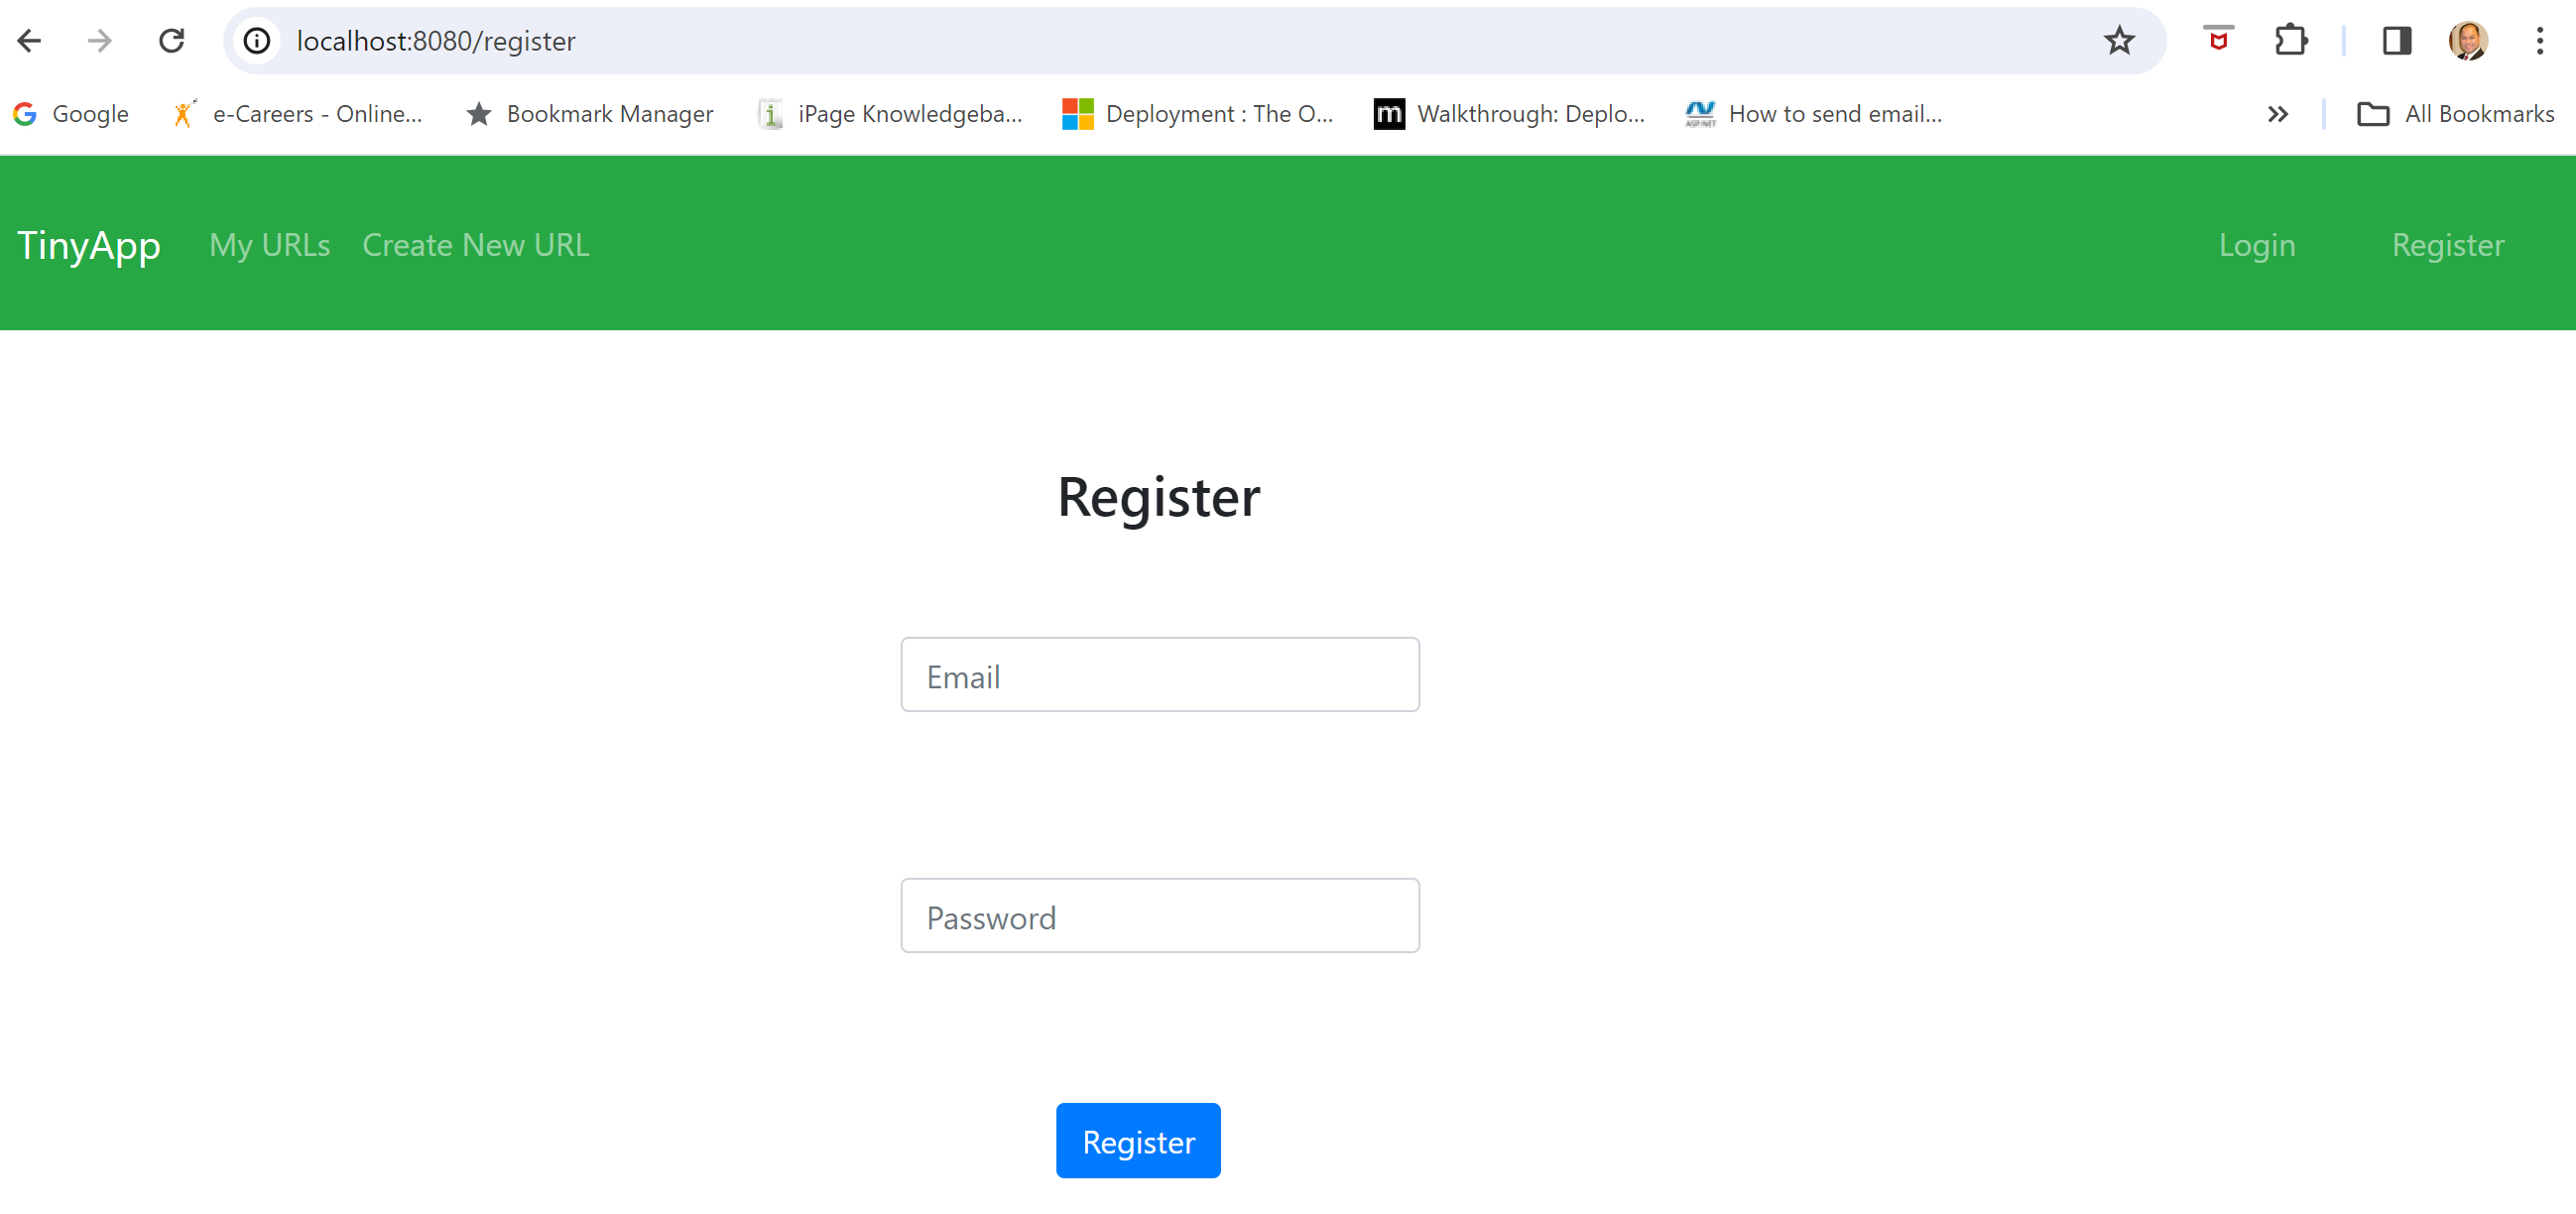 localhost:8080/register
Google e-Careers - Online... Bookmark Manager iPage Knowledgeba... Deployment : The O... m Walkthrough: Deplo... How to send email... All Bookmarks
TinyApp My URLs Create New URL Login Register
Register
Email
Password
Register